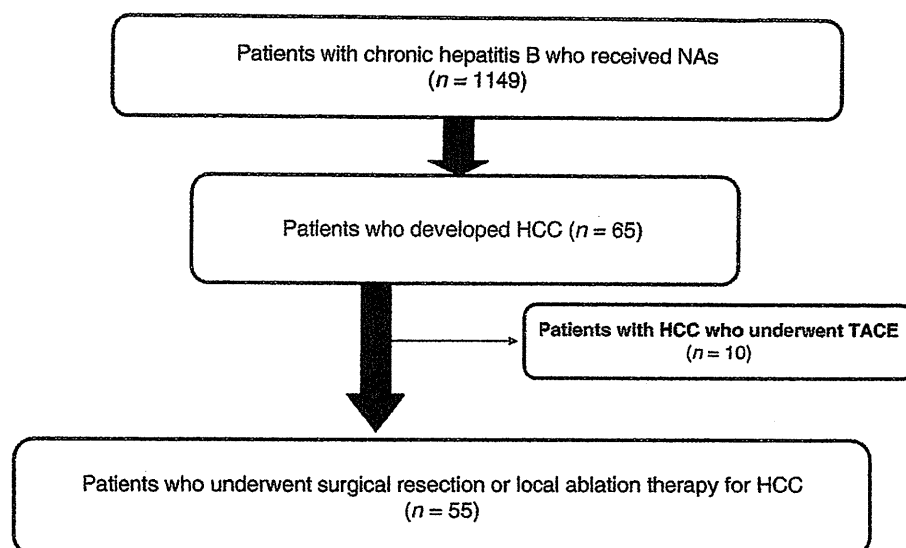 Patients with chronic hepatitis B who received NAs
(n = 1149)
Patients who developed HCC (n = 65)
Patients with HCC who underwent TACE
(n = 10)
Patients who underwent surgical resection or local ablation therapy for HCC
(n = 55)